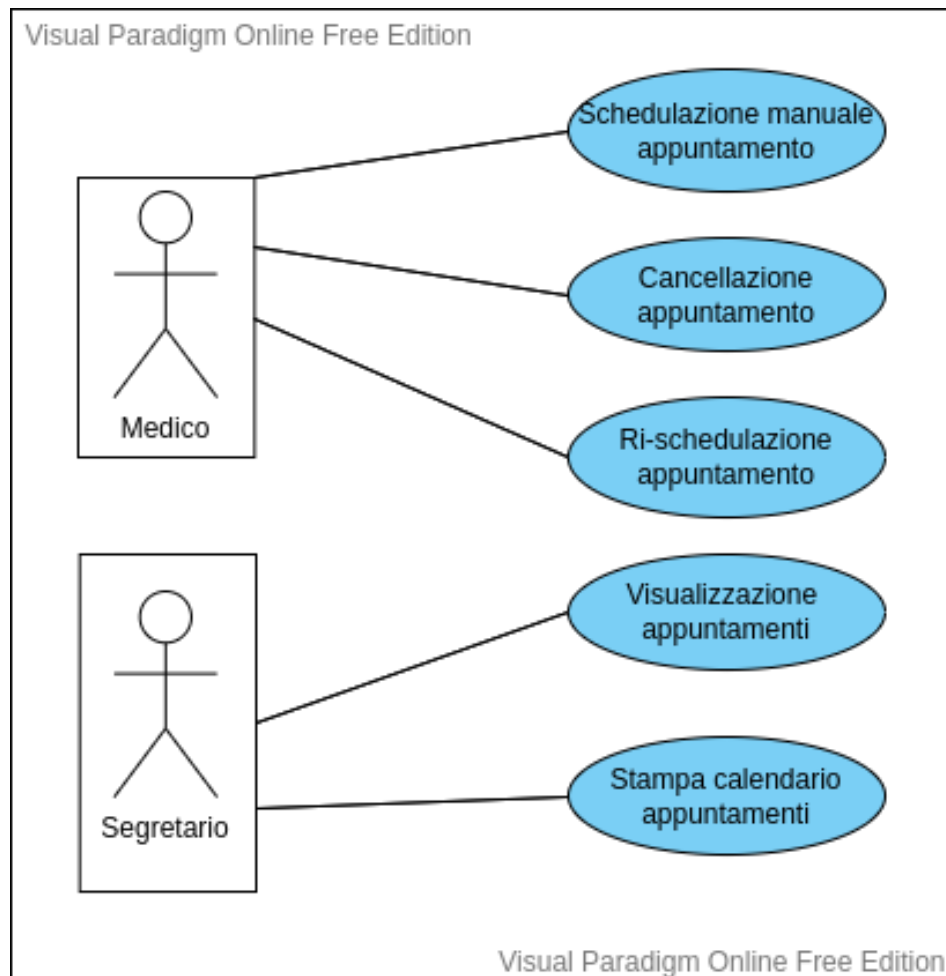 Visual Paradigm Online Free Edition
Schedulazione manuale
appuntamento
Cancellazione
appuntamento
Medico
Ri-schedulazione
appuntamento
Visualizzazione
appuntamenti
Segretario
Stampa calendario
appuntamenti
Visual Paradigm Online Free Edition